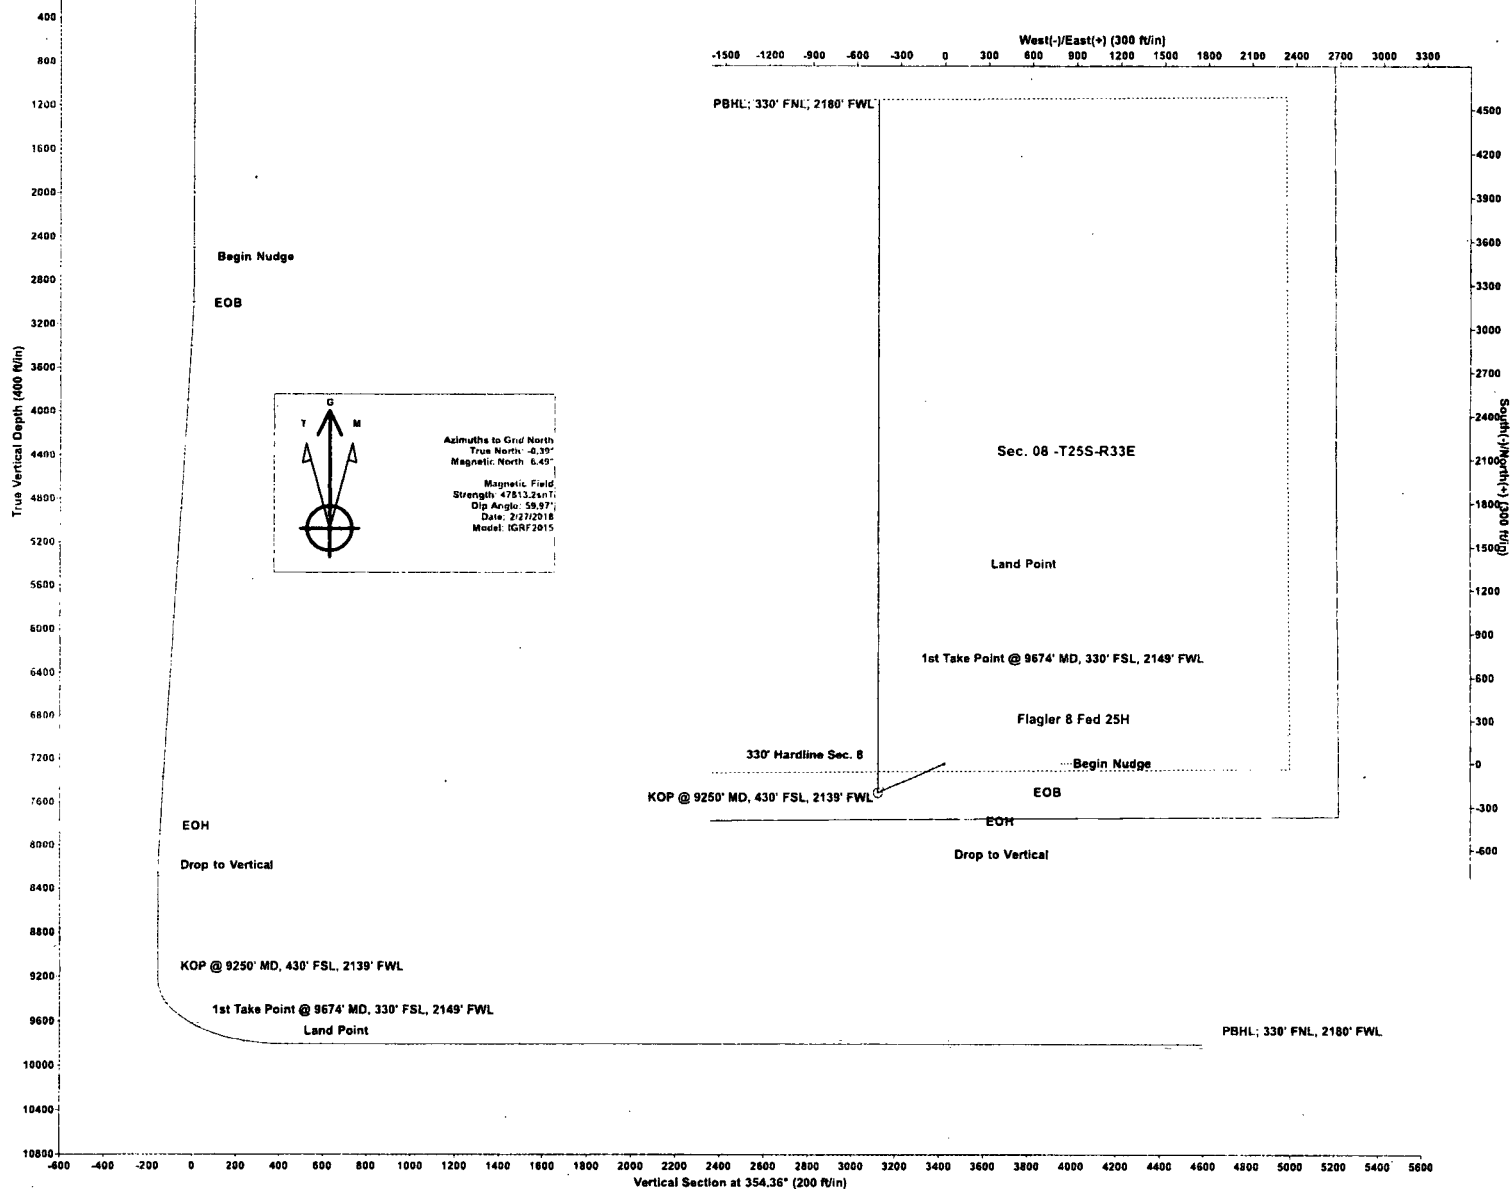 West(-)/East(+) (300 ft/in)
-1500 -1200 -900 -600 -300 0 300 600 900 1200 1500 1800 2100 2400 2700 3000 3300
400
800
1200
1600
2000
2400
2800
3200
3600
4000
4400
4800
5200
5600
6000
6400
6800
7200
7600
8000
8400
8800
9200
9600
10000
10400
10800
True Vertical Depth (400 ft/in)
Begin Nudge
EOB
G
T M
Azimuths to Grid North
True North: -0.39°
Magnetic North: 6.49°
Magnetic Field
Strength: 47813.2snT
Dip Angle: 59.97°
Date: 2/27/2018
Model: IGRF2015
EOH
Drop to Vertical
KOP @ 9250' MD, 430' FSL, 2139' FWL
1st Take Point @ 9674' MD, 330' FSL, 2149' FWL
Land Point
PBHL; 330' FNL, 2180' FWL
-600 -400 -200 0 200 400 600 800 1000 1200 1400 1600 1800 2000 2200 2400 2600 2800 3000 3200 3400 3600 3800 4000 4200 4400 4600 4800 5000 5200 5400 5600
Vertical Section at 354.36° (200 ft/in)
PBHL; 330' FNL, 2180' FWL
Sec. 08 -T25S-R33E
Land Point
1st Take Point @ 9674' MD, 330' FSL, 2149' FWL
Flagler 8 Fed 25H
330' Hardline Sec. 8
Begin Nudge
KOP @ 9250' MD, 430' FSL, 2139' FWL
EOB
EOH
Drop to Vertical
4500
4200
3900
3600
3300
3000
2700
2400
2100
1800
1500
1200
900
600
300
0
-300
-600
South(-)/North(+) (300 ft/in)